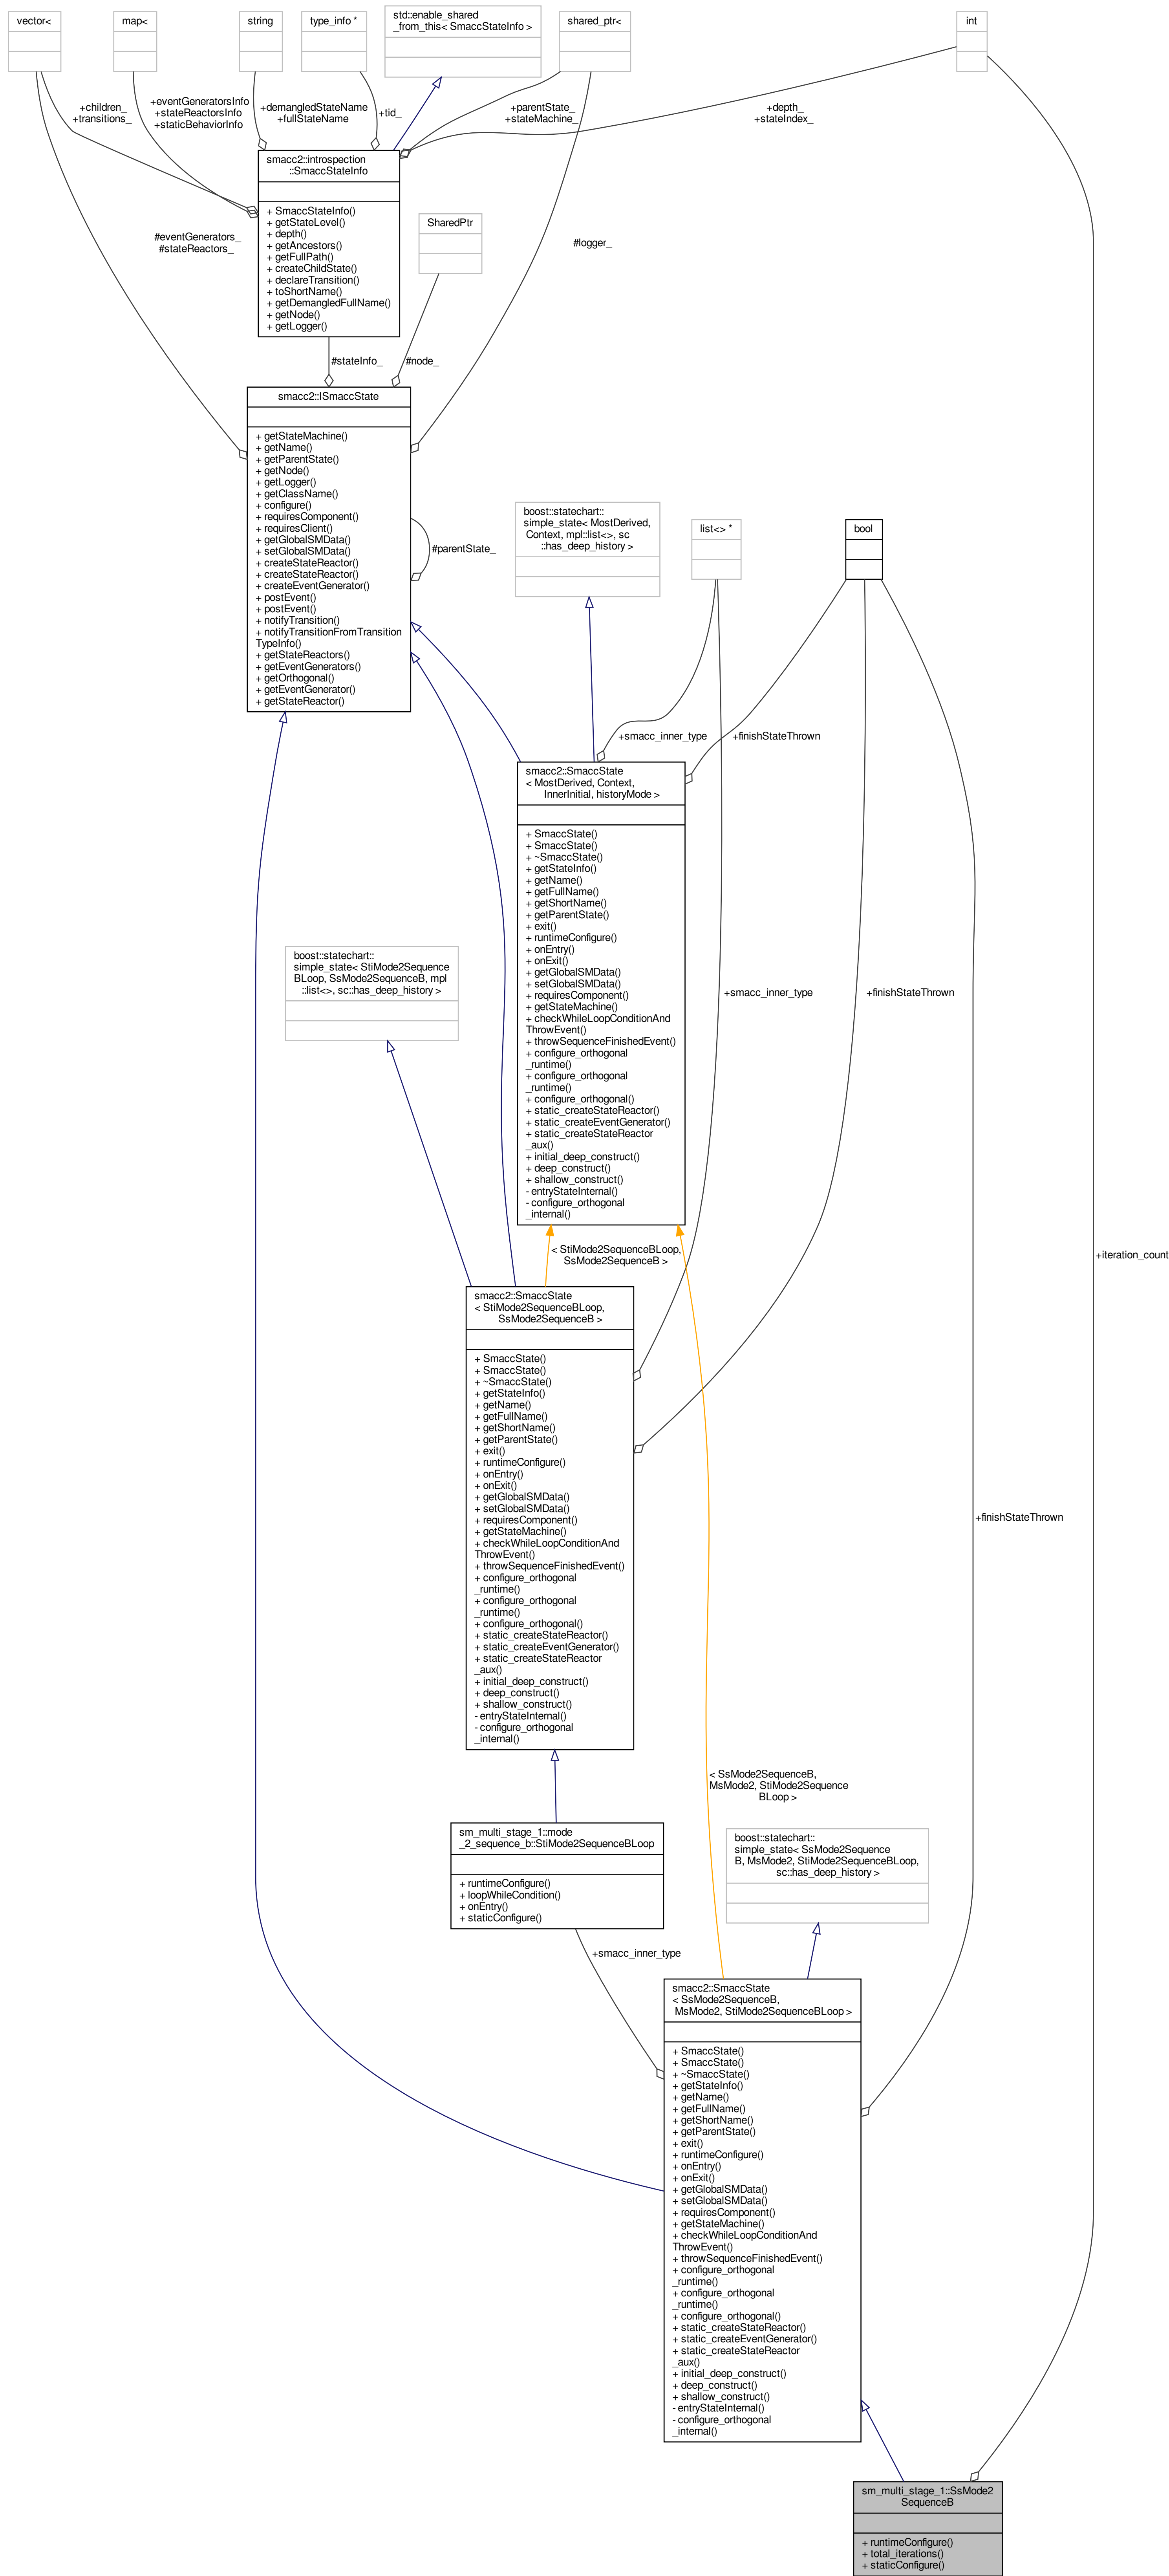 vector<
map<
string
type_info *
std::enable_shared
_from_this< SmaccStateInfo >
shared_ptr<
int
+children_
+transitions_
+eventGeneratorsInfo
+stateReactorsInfo
+staticBehaviorInfo
+demangledStateName
+fullStateName
+tid_
+parentState_
+stateMachine_
+depth_
+stateIndex_
smacc2::introspection
::SmaccStateInfo
+ SmaccStateInfo()
+ getStateLevel()
+ depth()
+ getAncestors()
+ getFullPath()
+ createChildState()
+ declareTransition()
+ toShortName()
+ getDemangledFullName()
+ getNode()
+ getLogger()
SharedPtr
#eventGenerators_
#stateReactors_
#logger_
#stateInfo_
#node_
smacc2::ISmaccState
+ getStateMachine()
+ getName()
+ getParentState()
+ getNode()
+ getLogger()
+ getClassName()
+ configure()
+ requiresComponent()
+ requiresClient()
+ getGlobalSMData()
+ setGlobalSMData()
+ createStateReactor()
+ createStateReactor()
+ createEventGenerator()
+ postEvent()
+ postEvent()
+ notifyTransition()
+ notifyTransitionFromTransition
TypeInfo()
+ getStateReactors()
+ getEventGenerators()
+ getOrthogonal()
+ getEventGenerator()
+ getStateReactor()
#parentState_
boost::statechart::
simple_state< MostDerived,
Context, mpl::list<>, sc
::has_deep_history >
list<> *
bool
+smacc_inner_type
+finishStateThrown
smacc2::SmaccState
< MostDerived, Context,
InnerInitial, historyMode >
+ SmaccState()
+ SmaccState()
+ ~SmaccState()
+ getStateInfo()
+ getName()
+ getFullName()
+ getShortName()
+ getParentState()
+ exit()
+ runtimeConfigure()
+ onEntry()
+ onExit()
+ getGlobalSMData()
+ setGlobalSMData()
+ requiresComponent()
+ getStateMachine()
+ checkWhileLoopConditionAnd
ThrowEvent()
+ throwSequenceFinishedEvent()
+ configure_orthogonal
_runtime()
+ configure_orthogonal
_runtime()
+ configure_orthogonal()
+ static_createStateReactor()
+ static_createEventGenerator()
+ static_createStateReactor
_aux()
+ initial_deep_construct()
+ deep_construct()
+ shallow_construct()
- entryStateInternal()
- configure_orthogonal
_internal()
boost::statechart::
simple_state< StiMode2Sequence
BLoop, SsMode2SequenceB, mpl
::list<>, sc::has_deep_history >
+smacc_inner_type
+finishStateThrown
< StiMode2SequenceBLoop,
SsMode2SequenceB >
+iteration_count
smacc2::SmaccState
< StiMode2SequenceBLoop,
SsMode2SequenceB >
+ SmaccState()
+ SmaccState()
+ ~SmaccState()
+ getStateInfo()
+ getName()
+ getFullName()
+ getShortName()
+ getParentState()
+ exit()
+ runtimeConfigure()
+ onEntry()
+ onExit()
+ getGlobalSMData()
+ setGlobalSMData()
+ requiresComponent()
+ getStateMachine()
+ checkWhileLoopConditionAnd
ThrowEvent()
+ throwSequenceFinishedEvent()
+ configure_orthogonal
_runtime()
+ configure_orthogonal
_runtime()
+ configure_orthogonal()
+ static_createStateReactor()
+ static_createEventGenerator()
+ static_createStateReactor
_aux()
+ initial_deep_construct()
+ deep_construct()
+ shallow_construct()
- entryStateInternal()
- configure_orthogonal
_internal()
+finishStateThrown
< SsMode2SequenceB,
MsMode2, StiMode2Sequence
BLoop >
sm_multi_stage_1::mode
_2_sequence_b::StiMode2SequenceBLoop
+ runtimeConfigure()
+ loopWhileCondition()
+ onEntry()
+ staticConfigure()
boost::statechart::
simple_state< SsMode2Sequence
B, MsMode2, StiMode2SequenceBLoop,
sc::has_deep_history >
+smacc_inner_type
smacc2::SmaccState
< SsMode2SequenceB,
MsMode2, StiMode2SequenceBLoop >
+ SmaccState()
+ SmaccState()
+ ~SmaccState()
+ getStateInfo()
+ getName()
+ getFullName()
+ getShortName()
+ getParentState()
+ exit()
+ runtimeConfigure()
+ onEntry()
+ onExit()
+ getGlobalSMData()
+ setGlobalSMData()
+ requiresComponent()
+ getStateMachine()
+ checkWhileLoopConditionAnd
ThrowEvent()
+ throwSequenceFinishedEvent()
+ configure_orthogonal
_runtime()
+ configure_orthogonal
_runtime()
+ configure_orthogonal()
+ static_createStateReactor()
+ static_createEventGenerator()
+ static_createStateReactor
_aux()
+ initial_deep_construct()
+ deep_construct()
+ shallow_construct()
- entryStateInternal()
- configure_orthogonal
_internal()
sm_multi_stage_1::SsMode2
SequenceB
+ runtimeConfigure()
+ total_iterations()
+ staticConfigure()